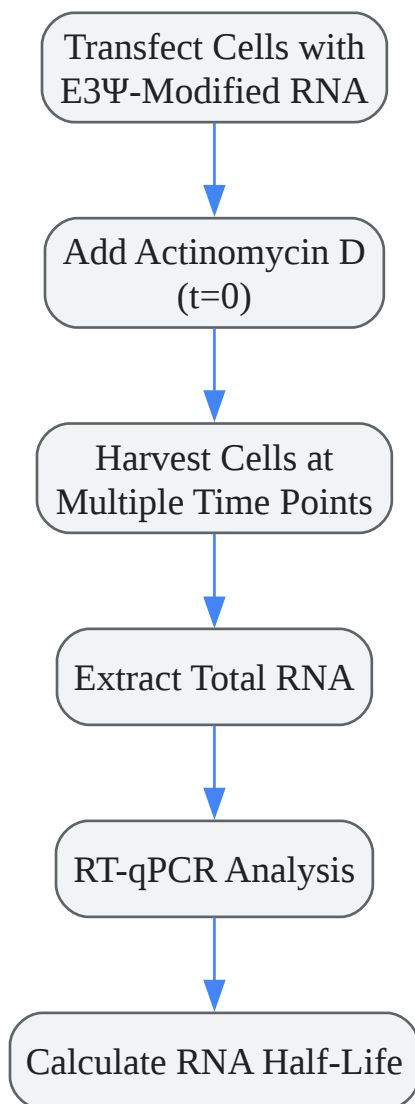 Transfect Cells with
E3Ψ-Modified RNA
Add Actinomycin D
(t=0)
Harvest Cells at
Multiple Time Points
Extract Total RNA
RT-qPCR Analysis
Calculate RNA Half-Life